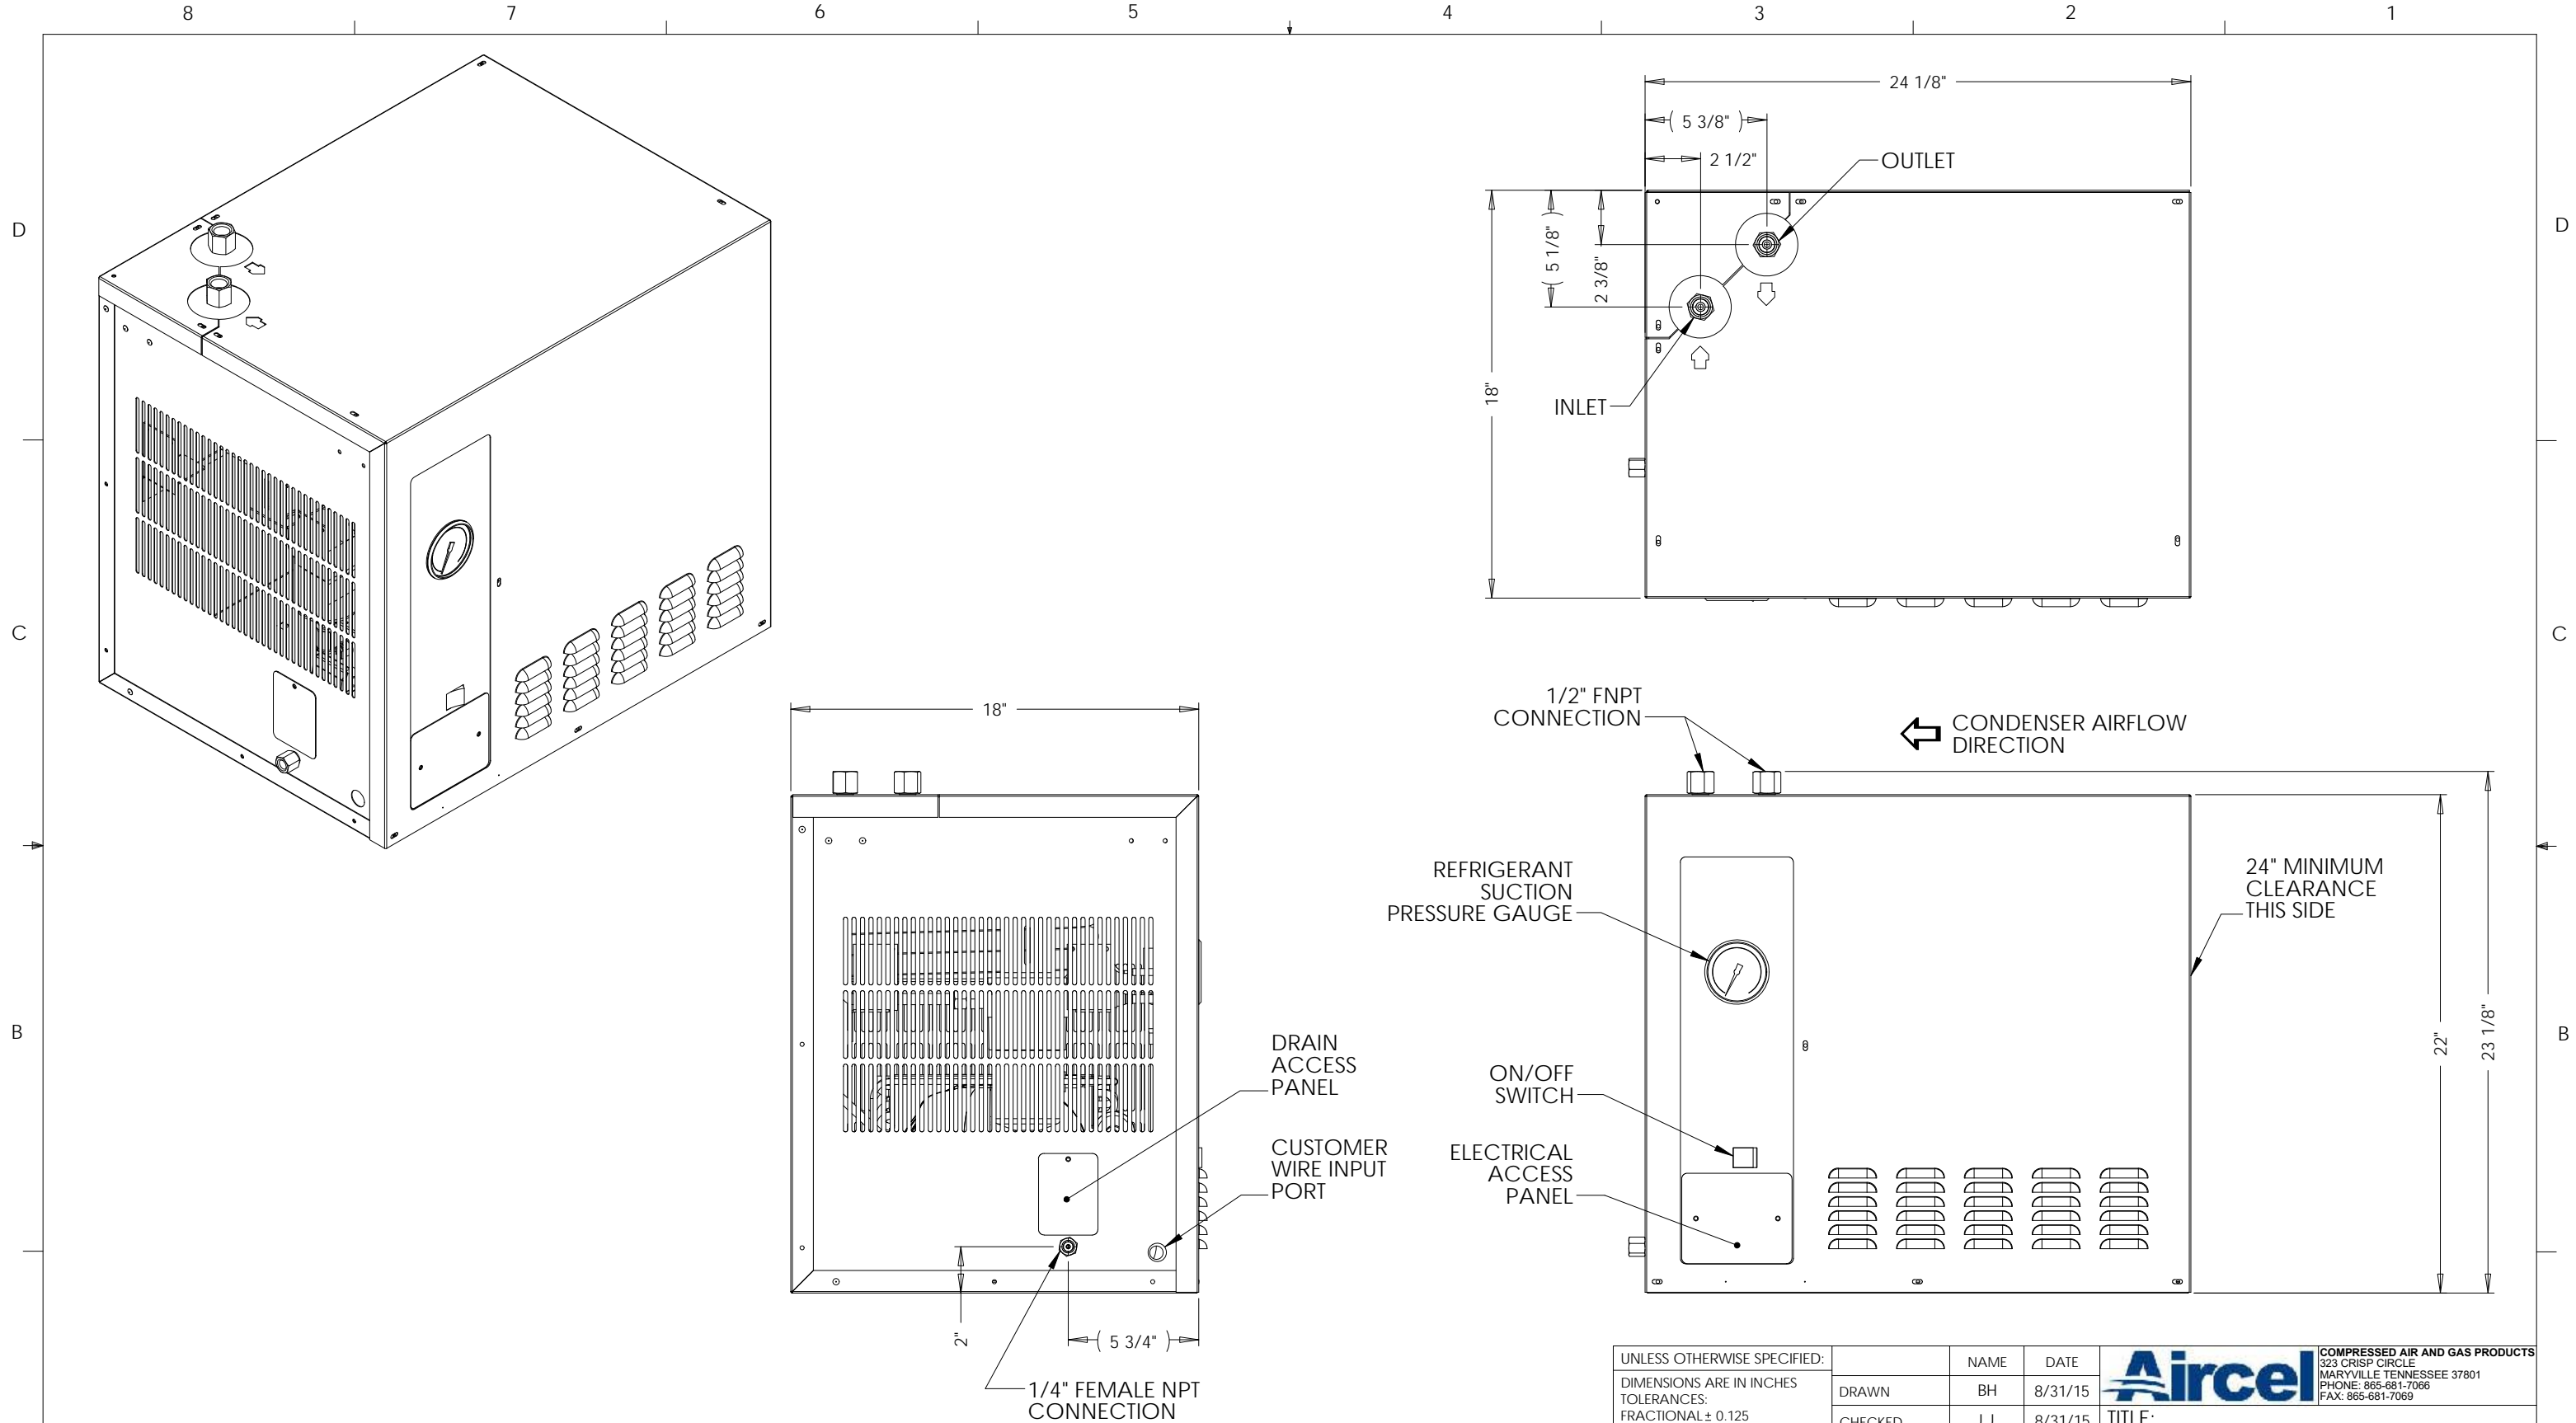 8 7 6 5 4 3 2 1
D
D
C
C
B
B
24 1/8"
( 5 3/8" )
2 1/2"
OUTLET
( 5 1/8" )
2 3/8"
18"
INLET
18"
1/2" FNPT
CONNECTION
CONDENSER AIRFLOW
DIRECTION
REFRIGERANT
SUCTION
PRESSURE GAUGE
24" MINIMUM
CLEARANCE
THIS SIDE
22"
23 1/8"
DRAIN
ACCESS
PANEL
CUSTOMER
WIRE INPUT
PORT
ON/OFF
SWITCH
ELECTRICAL
ACCESS
PANEL
2"
( 5 3/4" )
1/4" FEMALE NPT
CONNECTION
UNLESS OTHERWISE SPECIFIED:
DIMENSIONS ARE IN INCHES
TOLERANCES:
FRACTIONAL± 0.125
NAME DATE
DRAWN BH 8/31/15
CHECKED 8/31/15
Aircel
COMPRESSED AIR AND GAS PRODUCTS
323 CRISP CIRCLE
MARYVILLE TENNESSEE 37801
PHONE: 865-681-7066
FAX: 865-681-7069
TITLE: